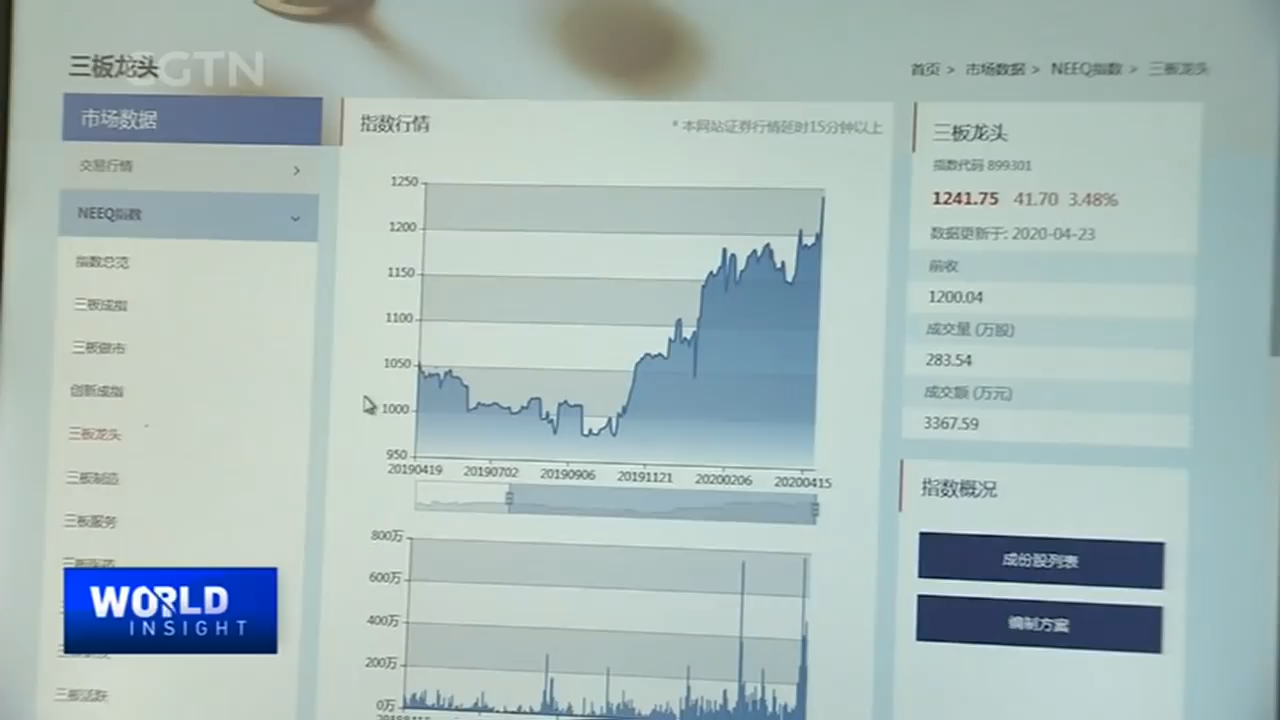 CGTN
三板龙头
首页 > 市场数据 > NEEQ指数 > 三板龙头
市场数据
交易行情
NEEQ指数
指数总览
三板成指
三板做市
创新成指
三板龙头
三板制造
三板服务
三板医药
三板活跃
指数行情
* 本网站证券行情延时15分钟以上
1250
1200
1150
1100
1050
1000
950
20190419 20190702 20190906 20191121 20200206 20200415
800万
600万
400万
200万
0万
三板龙头
指数代码 899301
1241.75 41.70 3.48%
数据更新于: 2020-04-23
前收
1200.04
成交量 (万股)
283.54
成交额 (万元)
3367.59
指数概况
成份股列表
编制方案
WORLD
INSIGHT